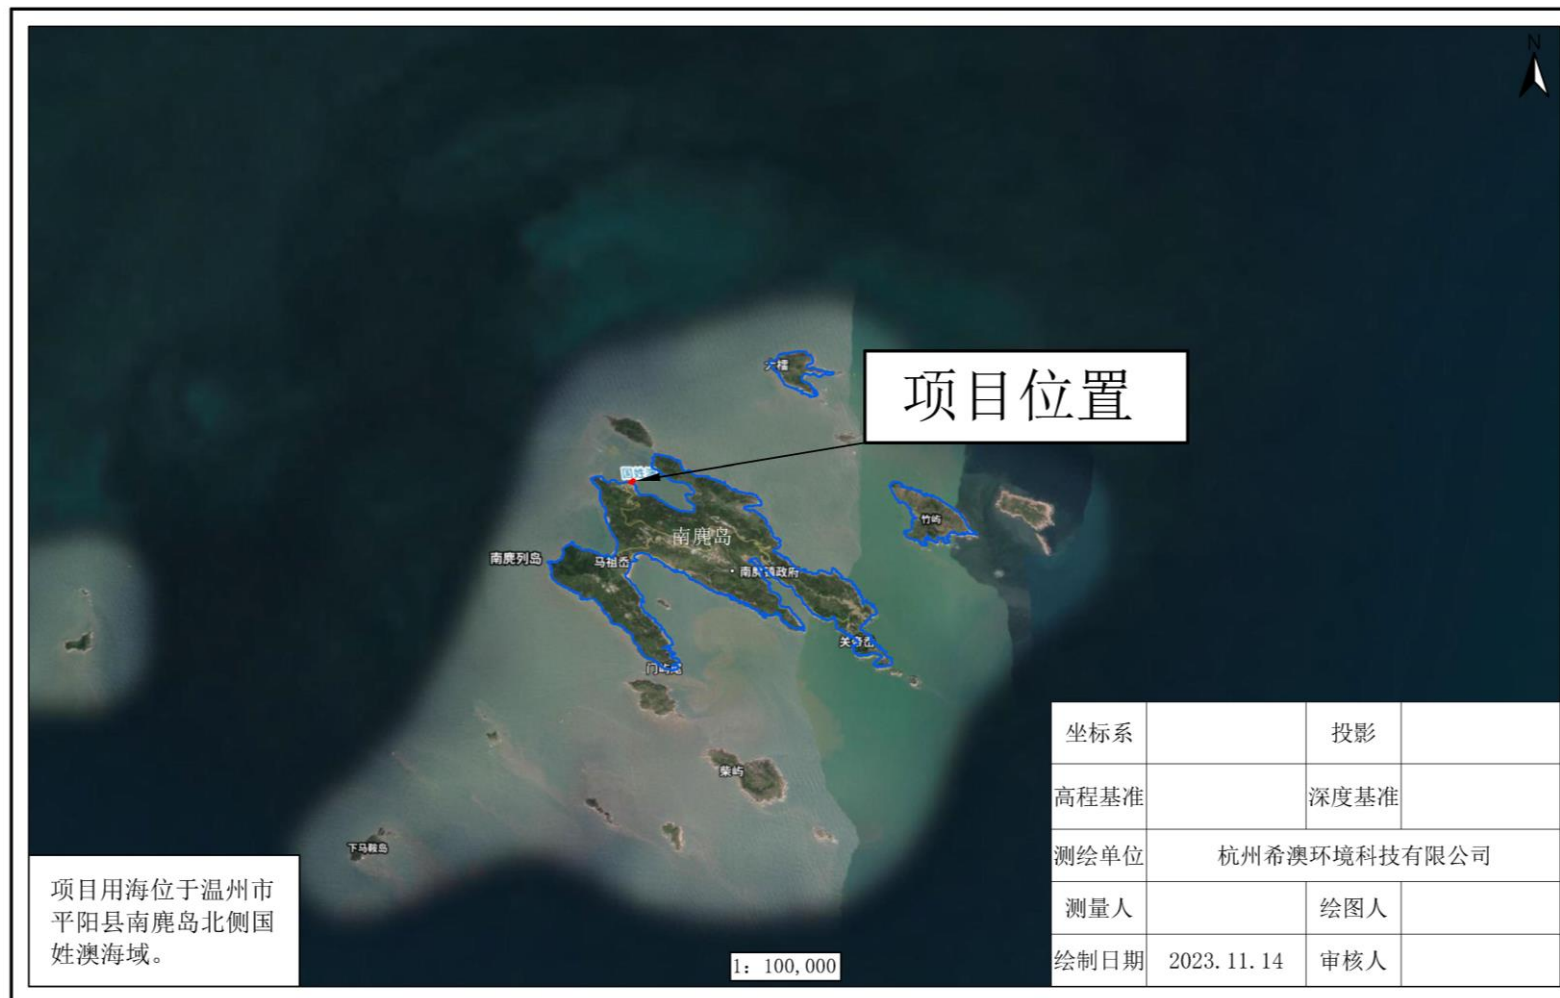 N
大檑
项目位置
国姓
竹屿
南麂岛
南麂列岛
马祖岙
南麂镇政府
关
门屿尾
柴屿
下马鞍岛
项目用海位于温州市
平阳县南麂岛北侧国
姓澳海域。
1: 100,000
坐标系 投影
高程基准 深度基准
测绘单位 杭州希澳环境科技有限公司
测量人 绘图人
绘制日期 2023.11.14 审核人